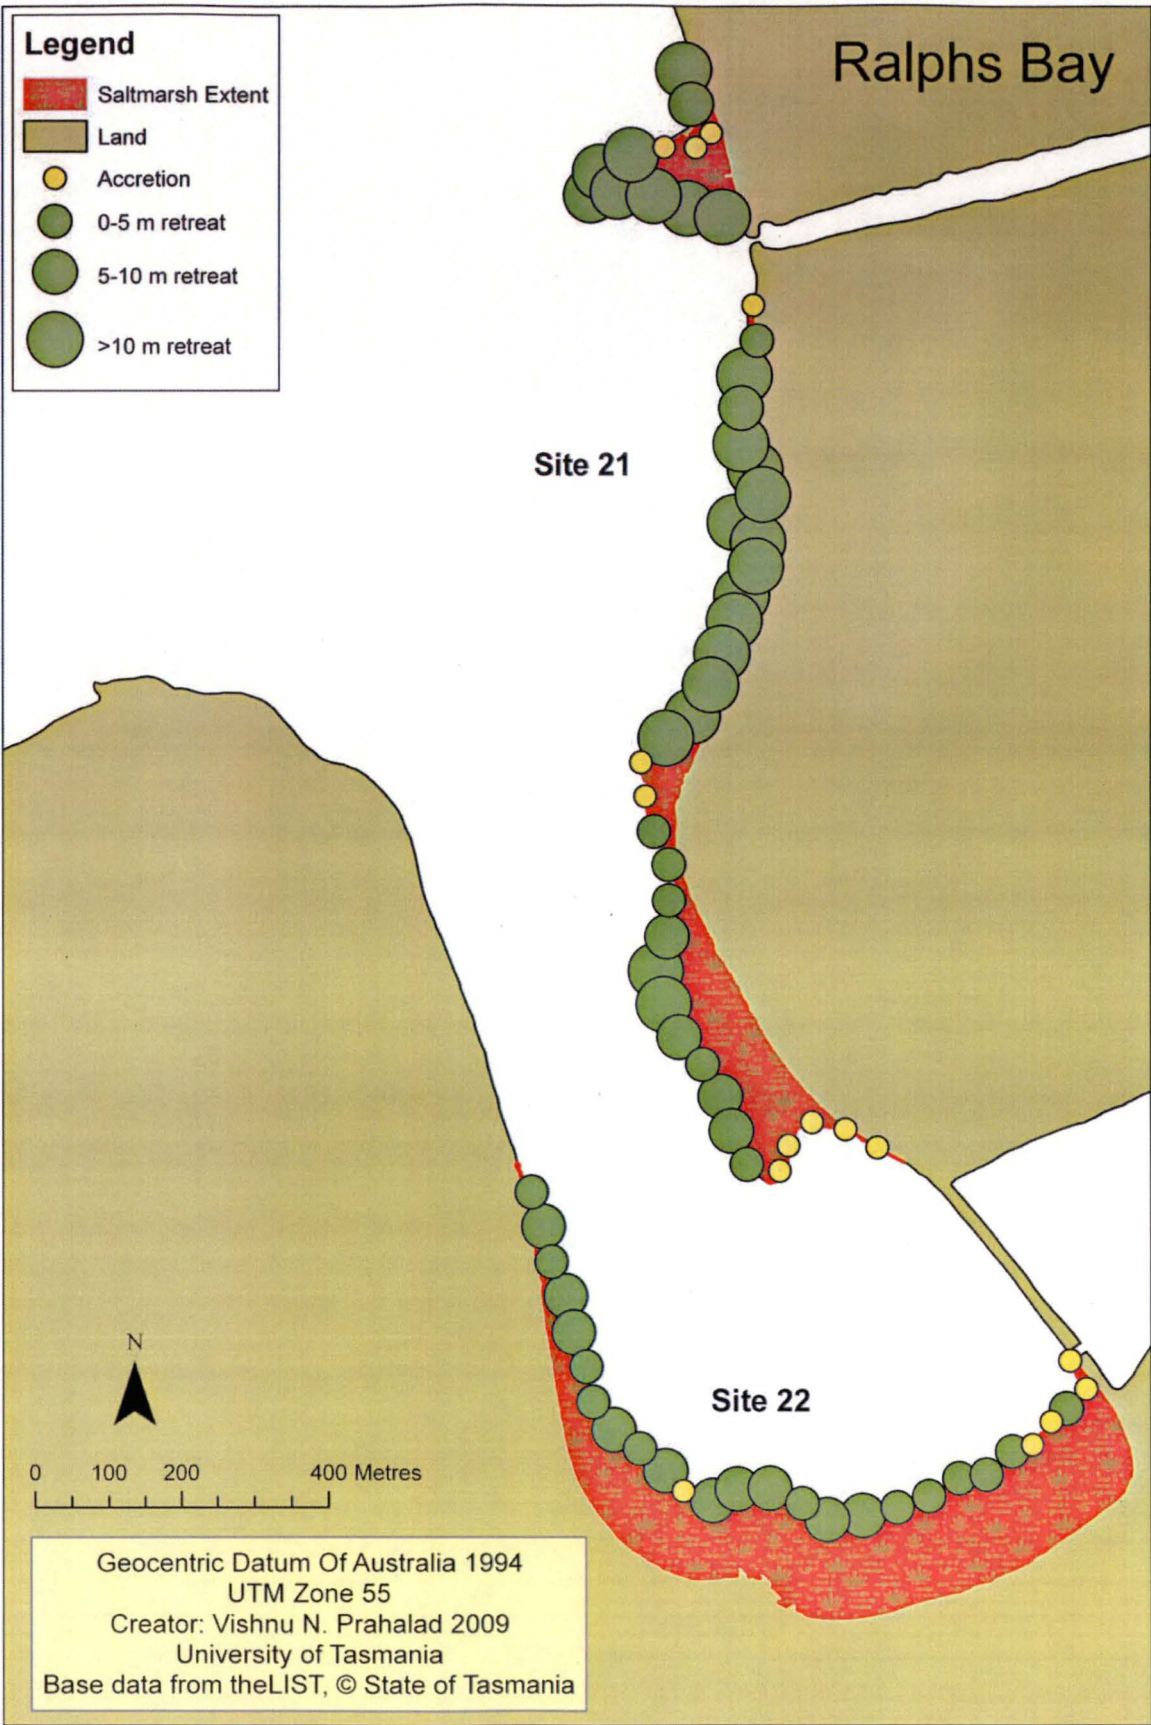 Legend
Saltmarsh Extent
Land
Accretion
0-5 m retreat
5-10 m retreat
>10 m retreat
Ralphs Bay
Site 21
Site 22
N
0 100 200 400 Metres
Geocentric Datum Of Australia 1994
UTM Zone 55
Creator: Vishnu N. Prahalad 2009
University of Tasmania
Base data from theLIST, © State of Tasmania